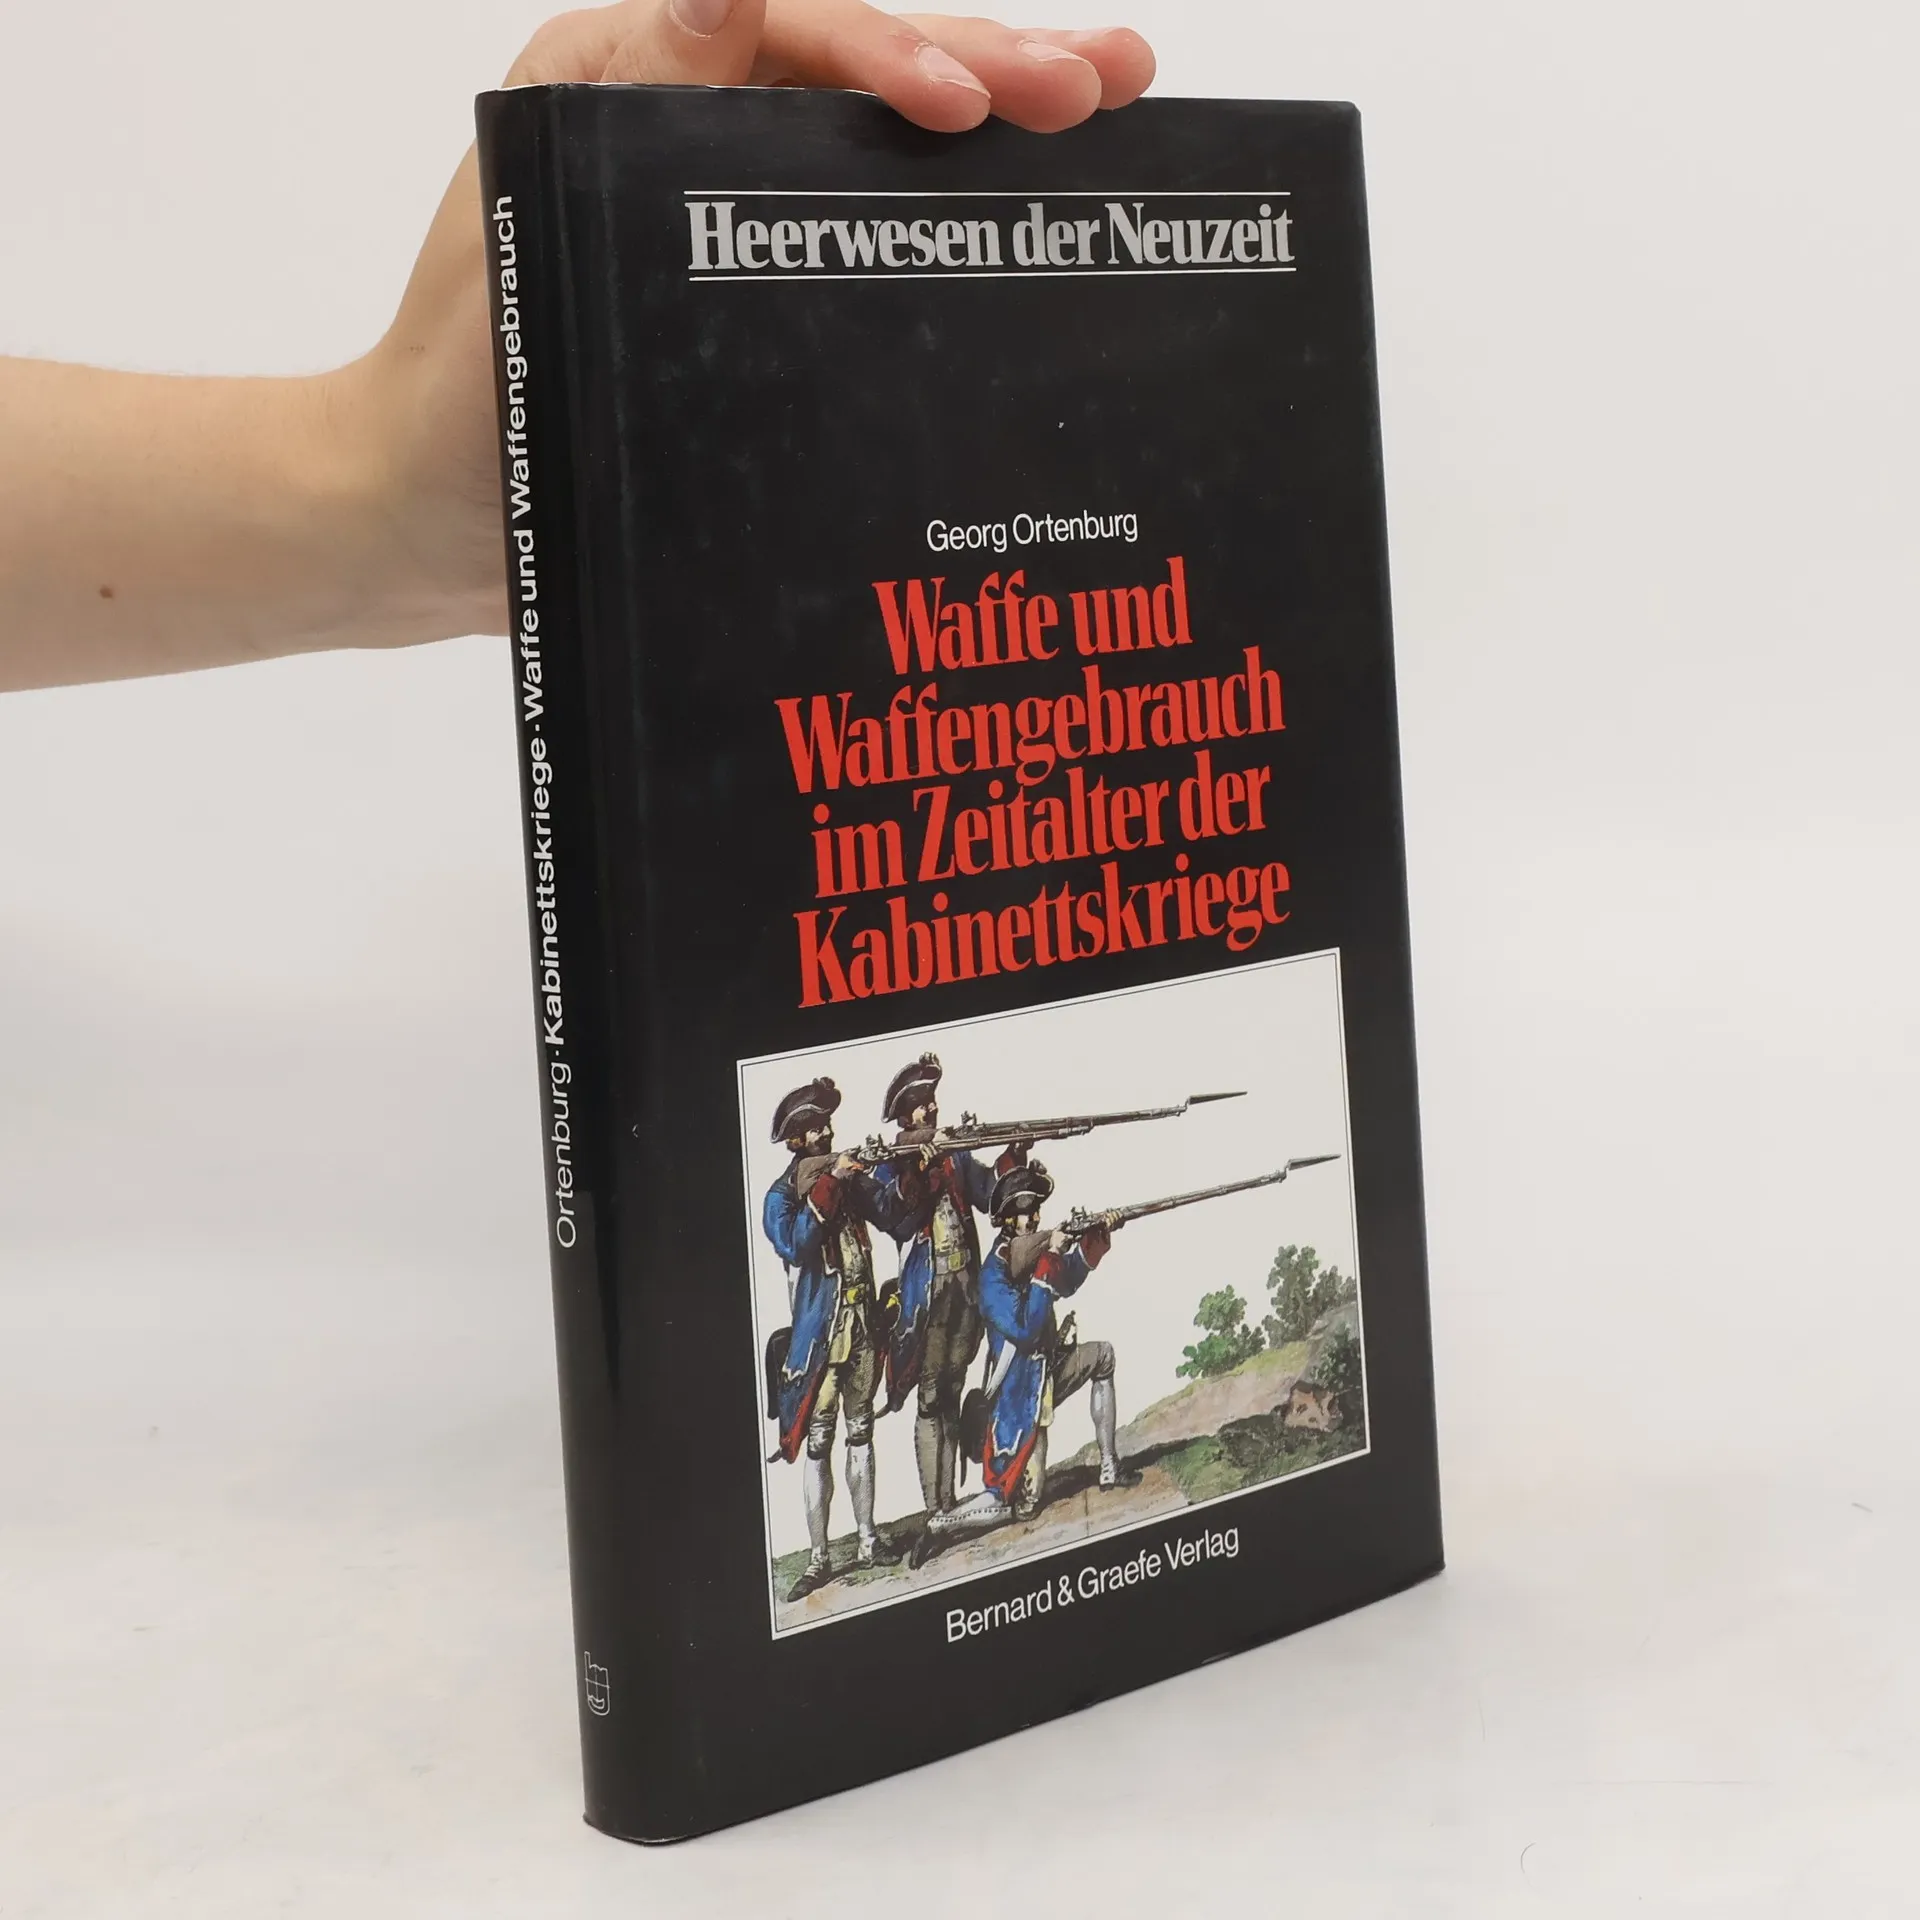 Heerwesen der Neuzeit
Georg Ortenburg
Waffe und
Waffengebrauch
im Zeitalter der
Kabinettskriege
Bernard & Graefe Verlag
Ortenburg · Kabinettskriege · Waffe und Waffengebrauch